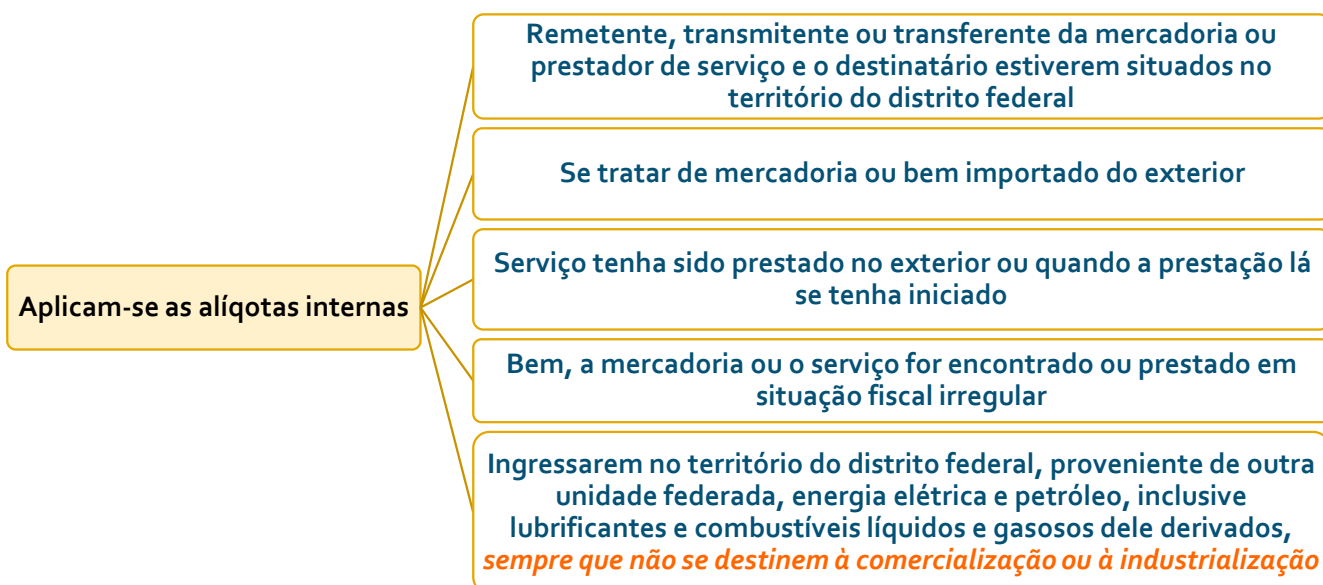 Remetente, transmitente ou transferente da mercadoria ou
prestador de serviço e o destinatário estiverem situados no
território do distrito federal
Se tratar de mercadoria ou bem importado do exterior
Serviço tenha sido prestado no exterior ou quando a prestação lá
se tenha iniciado
Aplicam-se as alíqotas internas
Bem, a mercadoria ou o serviço for encontrado ou prestado em
situação fiscal irregular
Ingressarem no território do distrito federal, proveniente de outra
unidade federada, energia elétrica e petróleo, inclusive
lubrificantes e combustíveis líquidos e gasosos dele derivados,
sempre que não se destinem à comercialização ou à industrialização